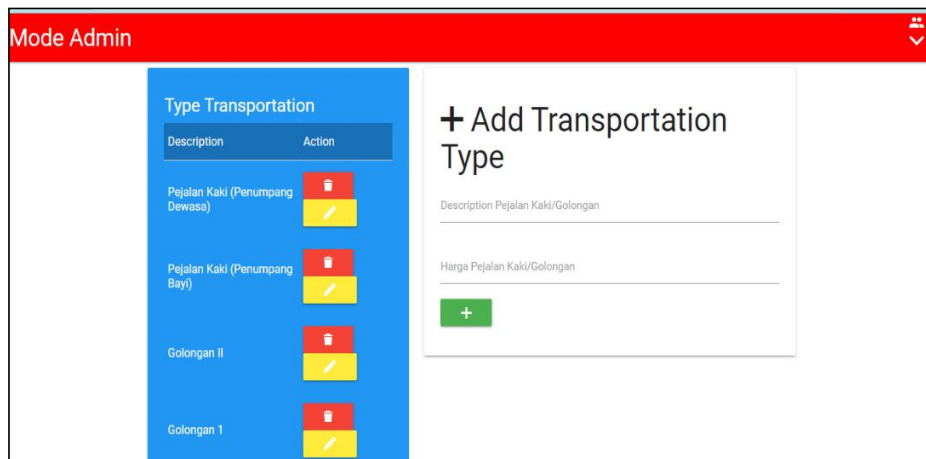 Mode Admin
Type Transportation
Description Action
Pejalan Kaki (Penumpang
Dewasa)
Pejalan Kaki (Penumpang
Bayi)
Golongan II
Golongan 1
+ Add Transportation
Type
Description Pejalan Kaki/Golongan
Harga Pejalan Kaki/Golongan
+